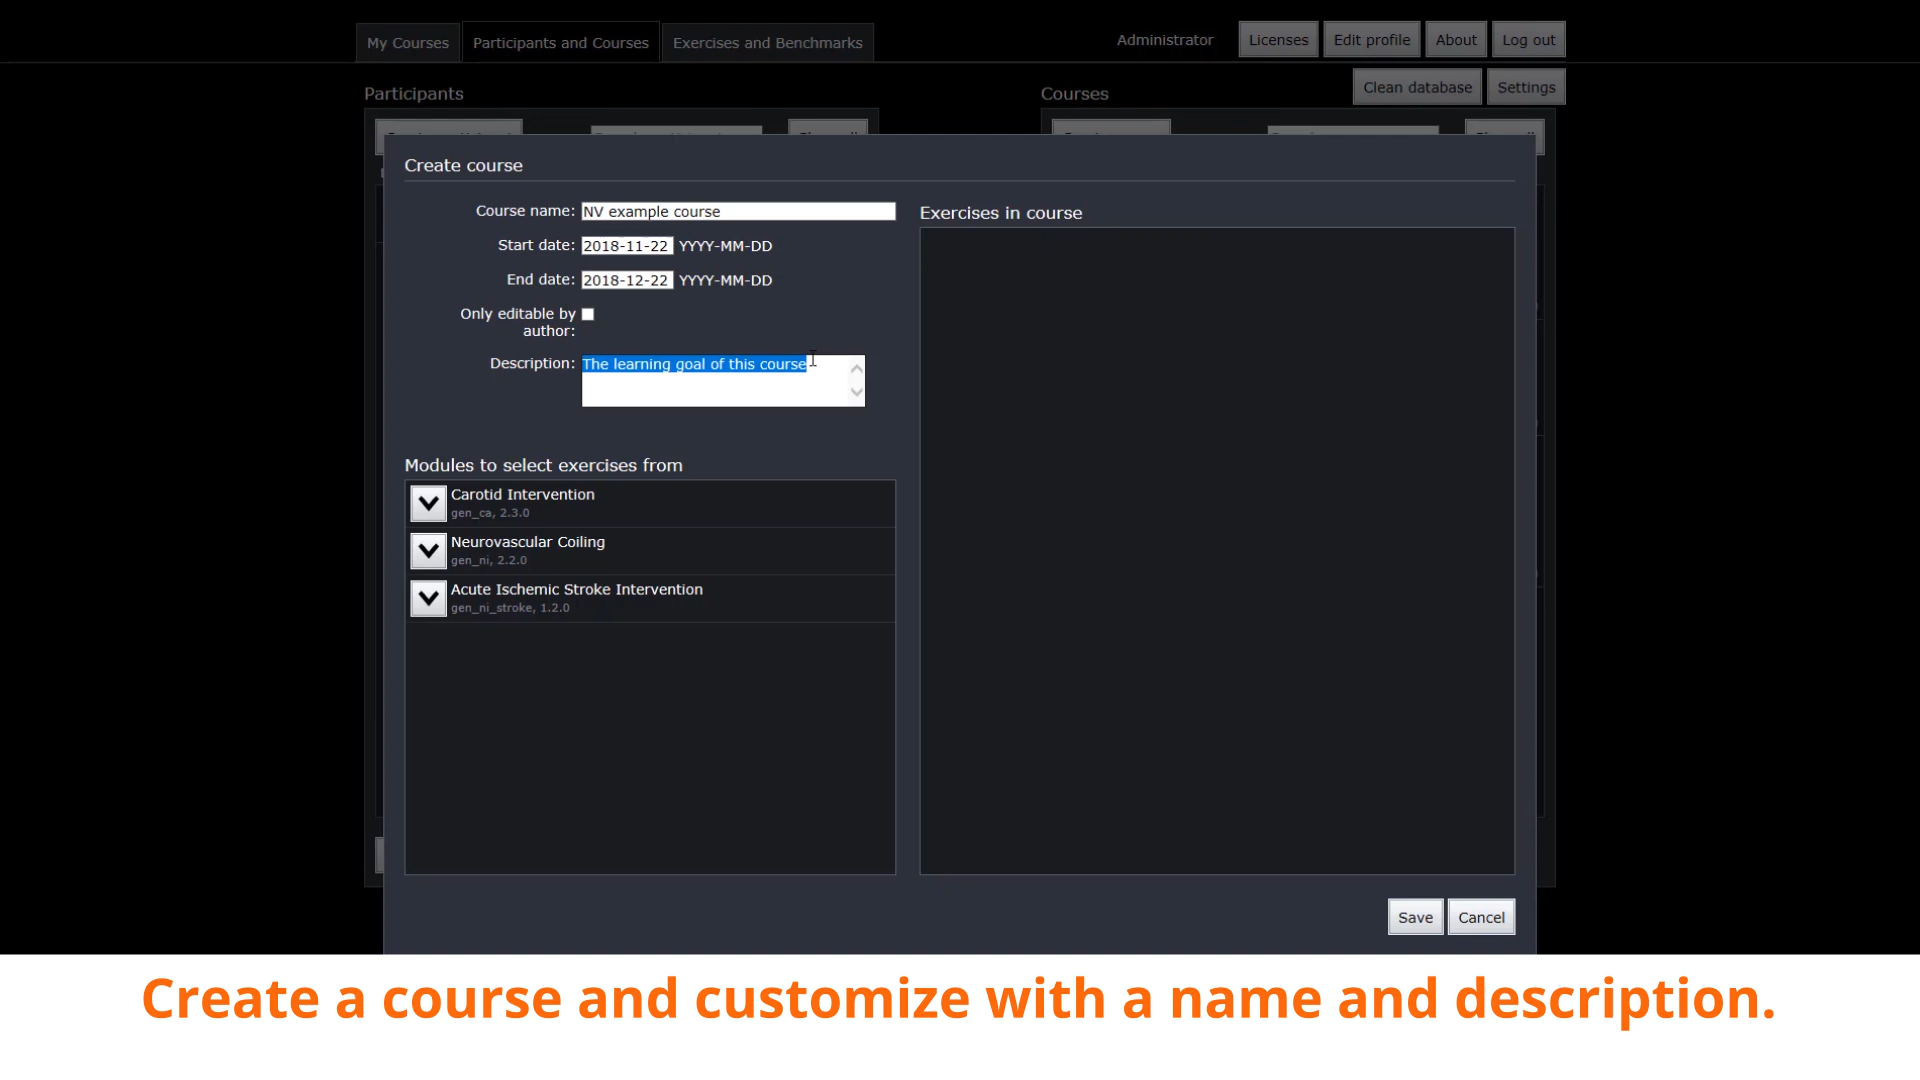 My Courses
Participants and Courses
Exercises and Benchmarks
Administrator
Licenses
Edit profile
About
Log out
Clean database
Settings
Participants
Courses
Create course
Course name: NV example course
Start date: 2018-11-22 YYYY-MM-DD
End date: 2018-12-22 YYYY-MM-DD
Only editable by
author:
Description: The learning goal of this course
Exercises in course
Modules to select exercises from
Carotid Intervention
gen_ca, 2.3.0
Neurovascular Coiling
gen_ni, 2.2.0
Acute Ischemic Stroke Intervention
gen_ni_stroke, 1.2.0
Save
Cancel
Create a course and customize with a name and description.